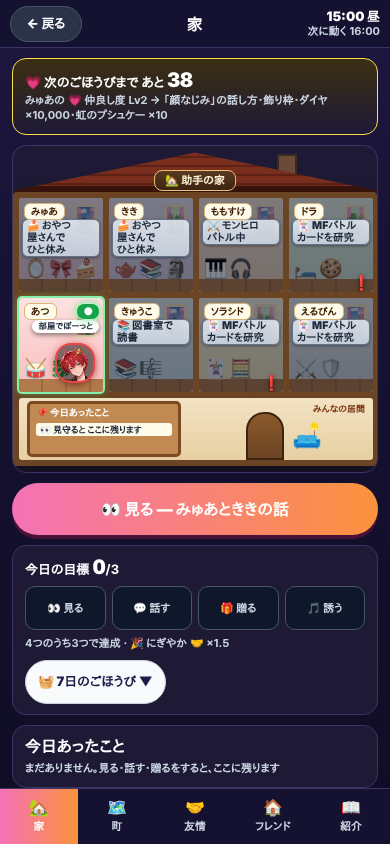 ← 戻る
家
15:00 昼
次に動く 16:00
💗 次のごほうびまで あと 38
みゅあの 💗 仲良し度 Lv2 → 「顔なじみ」の話し方・飾り枠・ダイヤ
×10,000・虹のプシュケー ×10
🏡 助手の家
みゅあ
🍰 おやつ
屋さんで
ひと休み
きき
🍰 おやつ
屋さんで
ひと休み
ももすけ
⚔️ モンヒロ
バトル中
ドラ
🃏 MFバトル
カードを研究
❗
あつ
部屋でぼーっと
きゅうこ
📚 図書室で
読書
ソラシド
🃏 MFバトル
カードを研究
❗
えるぴん
🃏 MFバトル
カードを研究
📌 今日あったこと
👀 見守ると ここに残ります
みんなの居間
👀 見る — みゅあとききの話
今日の目標 0/3
👀 見る
💬 話す
🎁 贈る
🎵 誘う
4つのうち3つで達成・🎉 にぎやか 🤝 ×1.5
🧺 7日のごほうび ▼
今日あったこと
まだありません。見る・話す・贈るをすると、ここに残ります
家
町
友情
フレンド
紹介